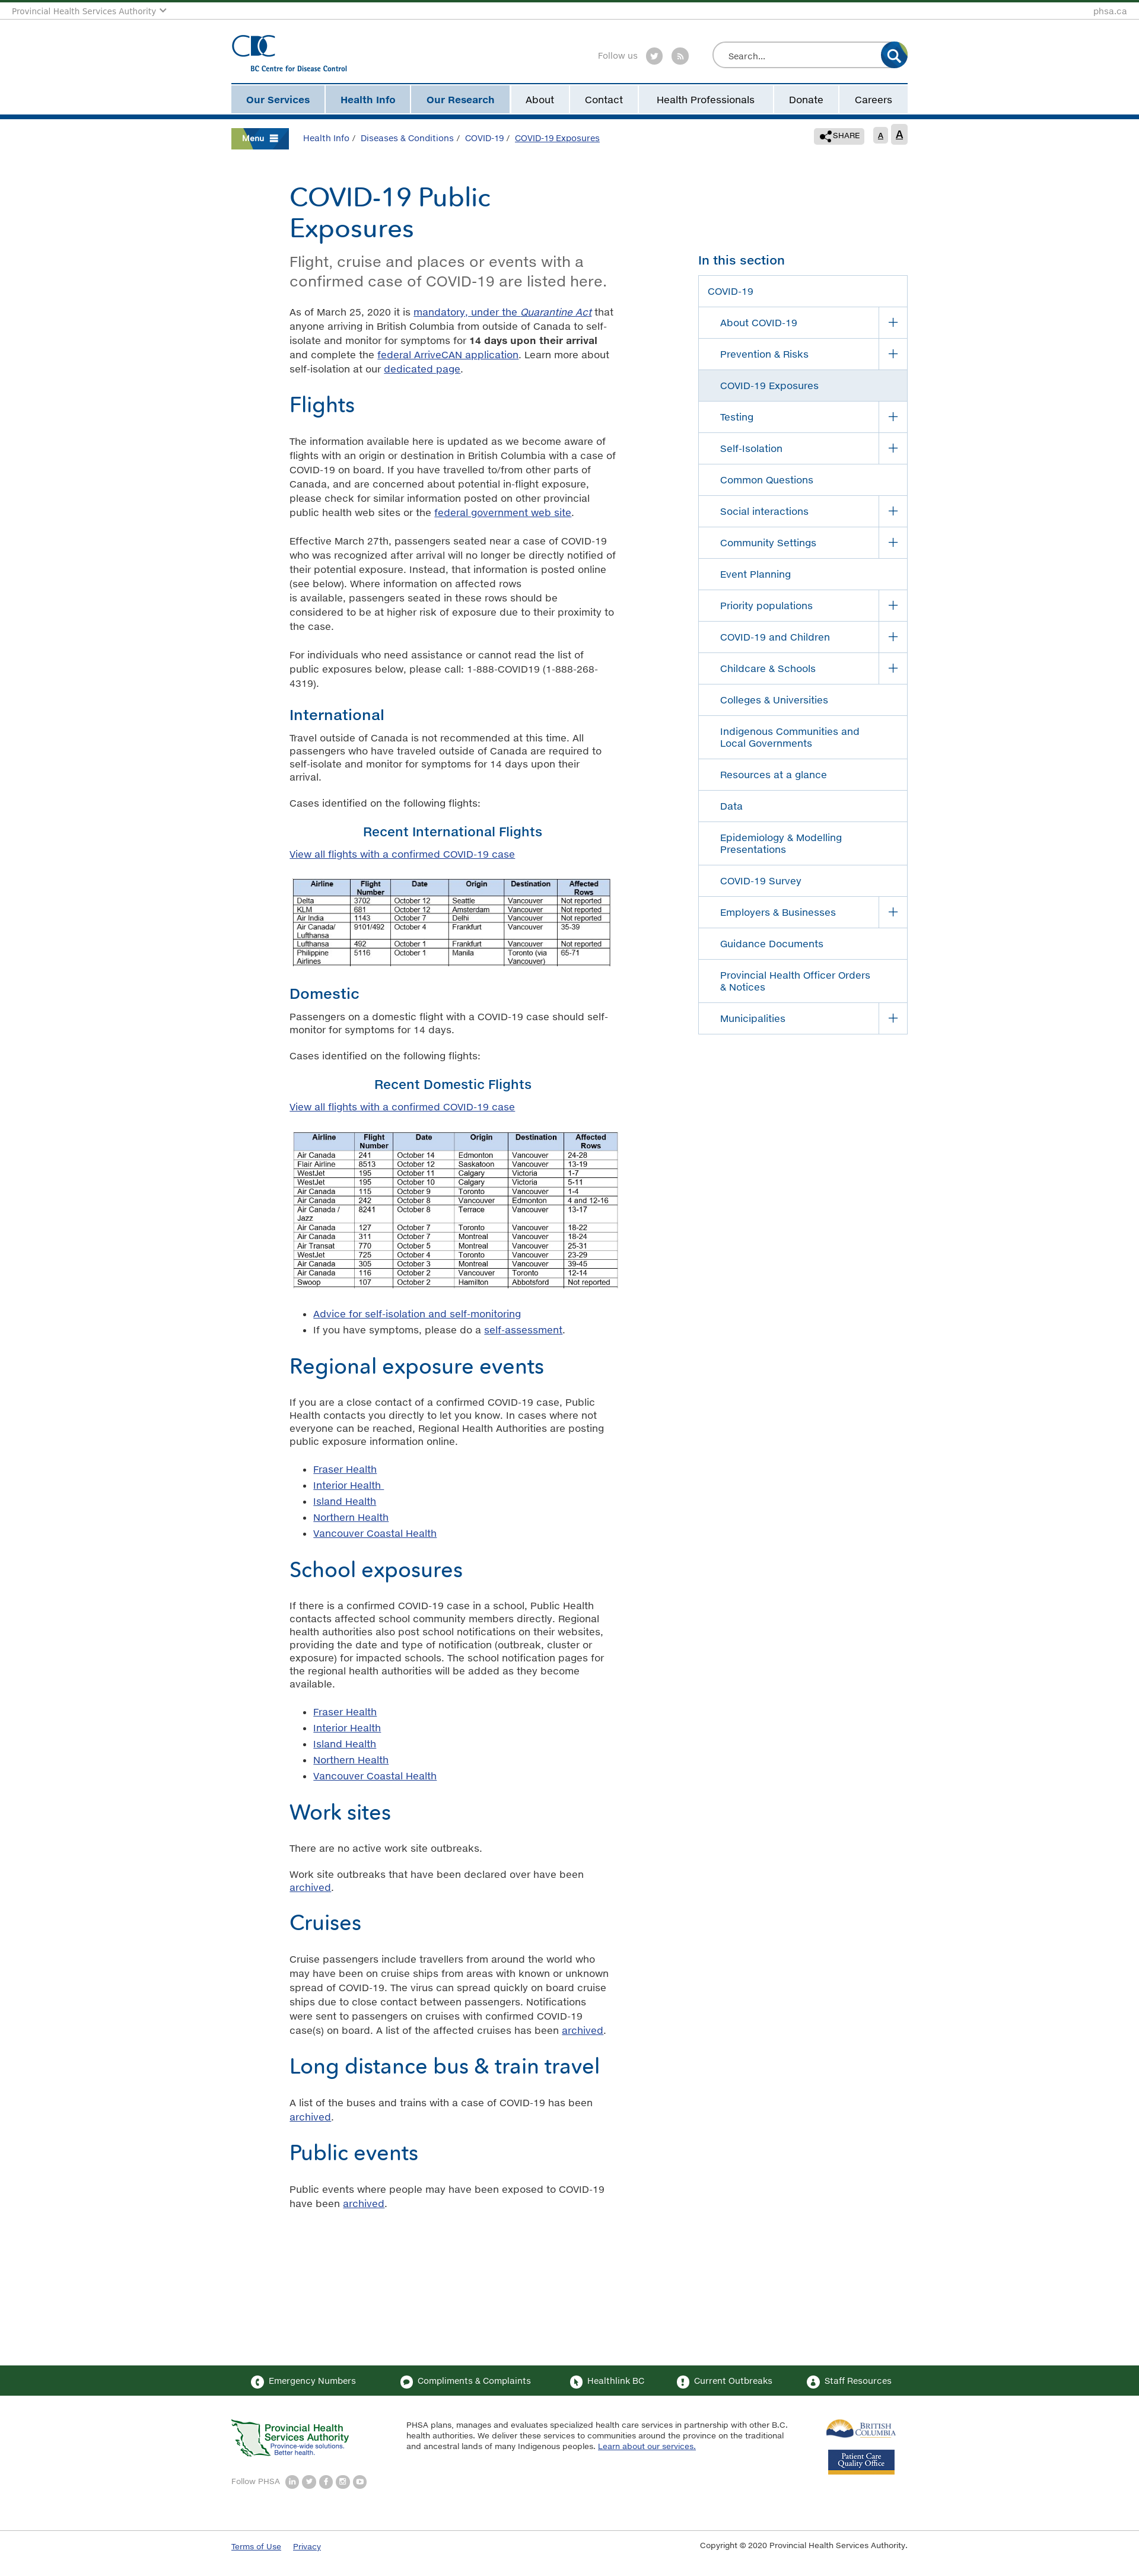 Provincial Health Services Authority
phsa.ca
CDC
BC Centre for Disease Control
Follow us
Search...
Our Services
Health Info
Our Research
About
Contact
Health Professionals
Donate
Careers
Menu
Health Info / Diseases & Conditions / COVID-19 / COVID-19 Exposures
SHARE
A
A
COVID-19 Public
Exposures
Flight, cruise and places or events with a
confirmed case of COVID-19 are listed here.
As of March 25, 2020 it is mandatory, under the Quarantine Act that
anyone arriving in British Columbia from outside of Canada to self-
isolate and monitor for symptoms for 14 days upon their arrival
and complete the federal ArriveCAN application. Learn more about
self-isolation at our dedicated page.
Flights
The information available here is updated as we become aware of
flights with an origin or destination in British Columbia with a case of
COVID-19 on board. If you have travelled to/from other parts of
Canada, and are concerned about potential in-flight exposure,
please check for similar information posted on other provincial
public health web sites or the federal government web site.
Effective March 27th, passengers seated near a case of COVID-19
who was recognized after arrival will no longer be directly notified of
their potential exposure. Instead, that information is posted online
(see below). Where information on affected rows
is available, passengers seated in these rows should be
considered to be at higher risk of exposure due to their proximity to
the case.
For individuals who need assistance or cannot read the list of
public exposures below, please call: 1-888-COVID19 (1-888-268-
4319).
International
Travel outside of Canada is not recommended at this time. All
passengers who have traveled outside of Canada are required to
self-isolate and monitor for symptoms for 14 days upon their
arrival.
Cases identified on the following flights:
Recent International Flights
View all flights with a confirmed COVID-19 case
Airline Flight Number Date Origin Destination Affected Rows
Delta 3702 October 12 Seattle Vancouver Not reported
KLM 681 October 12 Amsterdam Vancouver Not reported
Air India 1143 October 7 Delhi Vancouver Not reported
Air Canada/ Lufthansa 9101/492 October 4 Frankfurt Vancouver 35-39
Lufthansa 492 October 1 Frankfurt Vancouver Not reported
Philippine Airlines 5116 October 1 Manila Toronto (via Vancouver) 65-71
Domestic
Passengers on a domestic flight with a COVID-19 case should self-
monitor for symptoms for 14 days.
Cases identified on the following flights:
Recent Domestic Flights
View all flights with a confirmed COVID-19 case
Airline Flight Number Date Origin Destination Affected Rows
Air Canada 241 October 14 Edmonton Vancouver 24-28
Flair Airline 8513 October 12 Saskatoon Vancouver 13-19
WestJet 195 October 11 Calgary Victoria 1-7
WestJet 195 October 10 Calgary Victoria 5-11
Air Canada 115 October 9 Toronto Vancouver 1-4
Air Canada 242 October 8 Vancouver Edmonton 4 and 12-16
Air Canada / Jazz 8241 October 8 Terrace Vancouver 13-17
Air Canada 127 October 7 Toronto Vancouver 18-22
Air Canada 311 October 7 Montreal Vancouver 18-24
Air Transat 770 October 5 Montreal Vancouver 25-31
WestJet 725 October 4 Toronto Vancouver 23-29
Air Canada 305 October 3 Montreal Vancouver 39-45
Air Canada 116 October 2 Vancouver Toronto 12-14
Swoop 107 October 2 Hamilton Abbotsford Not reported
• Advice for self-isolation and self-monitoring
• If you have symptoms, please do a self-assessment.
Regional exposure events
If you are a close contact of a confirmed COVID-19 case, Public
Health contacts you directly to let you know. In cases where not
everyone can be reached, Regional Health Authorities are posting
public exposure information online.
• Fraser Health
• Interior Health
• Island Health
• Northern Health
• Vancouver Coastal Health
School exposures
If there is a confirmed COVID-19 case in a school, Public Health
contacts affected school community members directly. Regional
health authorities also post school notifications on their websites,
providing the date and type of notification (outbreak, cluster or
exposure) for impacted schools. The school notification pages for
the regional health authorities will be added as they become
available.
• Fraser Health
• Interior Health
• Island Health
• Northern Health
• Vancouver Coastal Health
Work sites
There are no active work site outbreaks.
Work site outbreaks that have been declared over have been
archived.
Cruises
Cruise passengers include travellers from around the world who
may have been on cruise ships from areas with known or unknown
spread of COVID-19. The virus can spread quickly on board cruise
ships due to close contact between passengers. Notifications
were sent to passengers on cruises with confirmed COVID-19
case(s) on board. A list of the affected cruises has been archived.
Long distance bus & train travel
A list of the buses and trains with a case of COVID-19 has been
archived.
Public events
Public events where people may have been exposed to COVID-19
have been archived.
In this section
COVID-19
About COVID-19
Prevention & Risks
COVID-19 Exposures
Testing
Self-Isolation
Common Questions
Social interactions
Community Settings
Event Planning
Priority populations
COVID-19 and Children
Childcare & Schools
Colleges & Universities
Indigenous Communities and
Local Governments
Resources at a glance
Data
Epidemiology & Modelling
Presentations
COVID-19 Survey
Employers & Businesses
Guidance Documents
Provincial Health Officer Orders
& Notices
Municipalities
Emergency Numbers
Compliments & Complaints
Healthlink BC
Current Outbreaks
Staff Resources
Provincial Health
Services Authority
Province-wide solutions.
Better health.
PHSA plans, manages and evaluates specialized health care services in partnership with other B.C.
health authorities. We deliver these services to communities around the province on the traditional
and ancestral lands of many Indigenous peoples. Learn about our services.
BRITISH
COLUMBIA
Patient Care
Quality Office
Follow PHSA
Terms of Use
Privacy
Copyright © 2020 Provincial Health Services Authority.